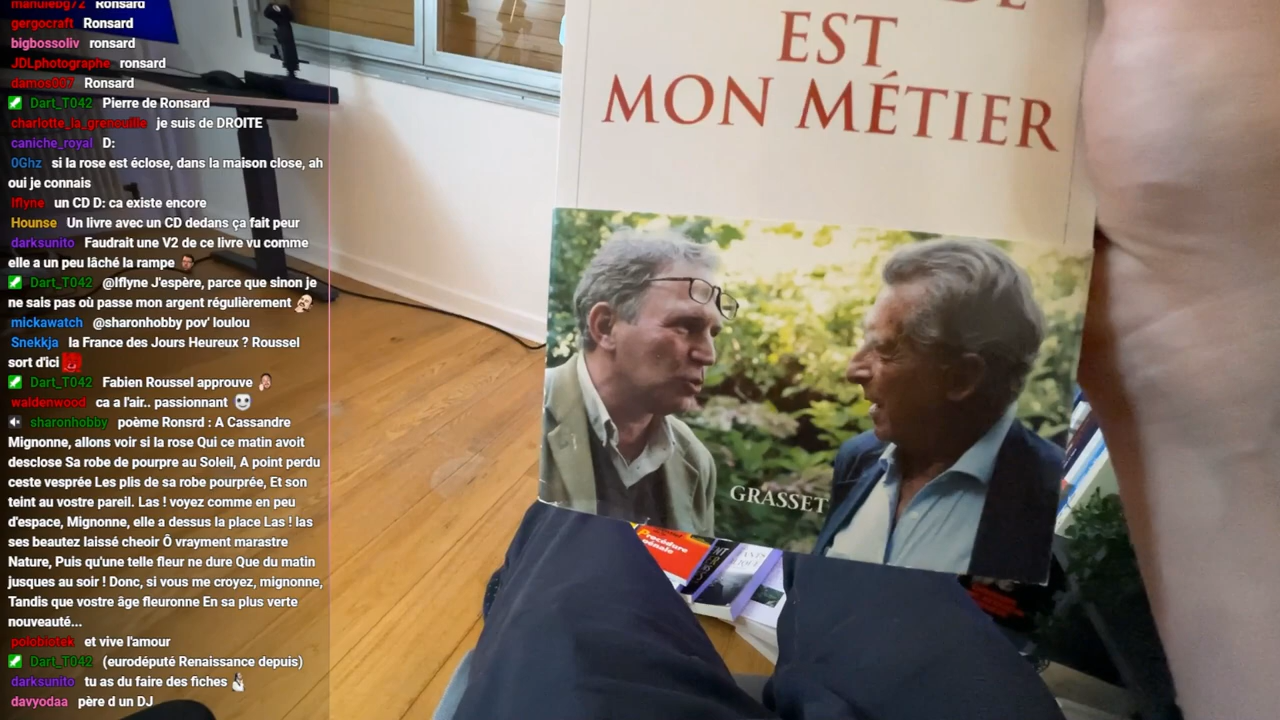 manulebg72 Ronsard
gergocraft Ronsard
bigbossoliv ronsard
JDLphotographe ronsard
damos007 Ronsard
Dart_T042 Pierre de Ronsard
charlotte_la_grenouille je suis de DROITE
caniche_royal D:
0Ghz si la rose est éclose, dans la maison close, ah
oui je connais
lflyne un CD D: ca existe encore
Hounse Un livre avec un CD dedans ça fait peur
darksunito Faudrait une V2 de ce livre vu comme
elle a un peu lâché la rampe
Dart_T042 @lflyne J'espère, parce que sinon je
ne sais pas où passe mon argent régulièrement
mickawatch @sharonhobby pov' loulou
Snekkja la France des Jours Heureux ? Roussel
sort d'ici
Dart_T042 Fabien Roussel approuve
waldenwood ca a l'air.. passionnant
sharonhobby poème Ronsrd : A Cassandre
Mignonne, allons voir si la rose Qui ce matin avoit
desclose Sa robe de pourpre au Soleil, A point perdu
ceste vesprée Les plis de sa robe pourprée, Et son
teint au vostre pareil. Las ! voyez comme en peu
d'espace, Mignonne, elle a dessus la place Las ! las
ses beautez laissé cheoir Ô vrayment marastre
Nature, Puis qu'une telle fleur ne dure Que du matin
jusques au soir ! Donc, si vous me croyez, mignonne,
Tandis que vostre âge fleuronne En sa plus verte
nouveauté...
polobiotek et vive l'amour
Dart_T042 (eurodéputé Renaissance depuis)
darksunito tu as du faire des fiches
davyodaa père d un DJ
EST
MON MÉTIER
GRASSET
Procédure
pénale